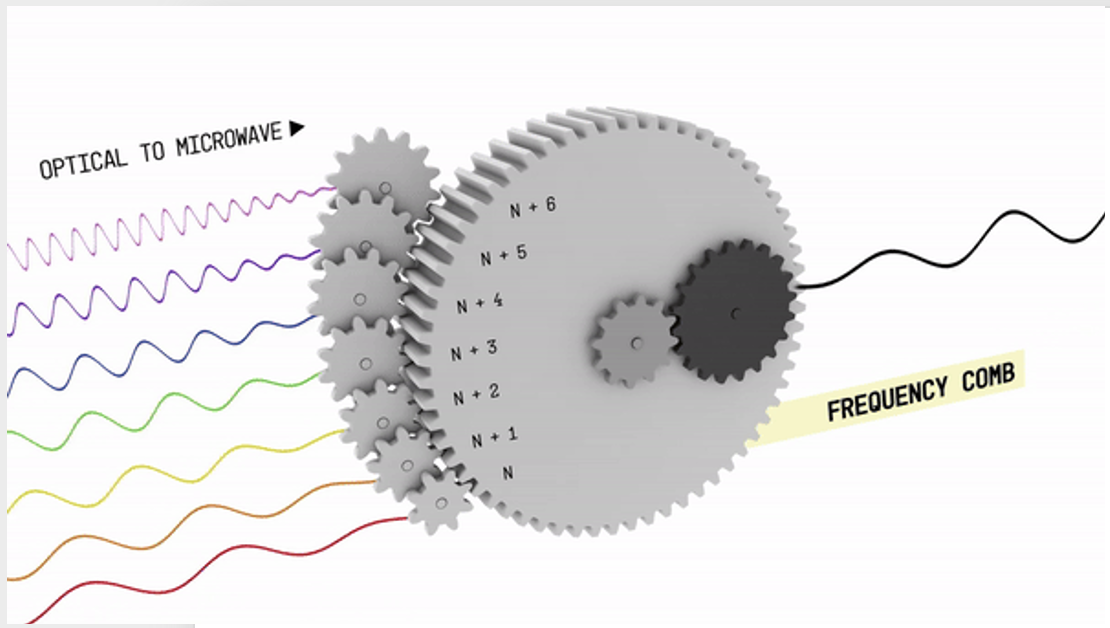 OPTICAL TO MICROWAVE ►
N + 6
N + 5
N + 4
N + 3
N + 2
N + 1
N
FREQUENCY COMB